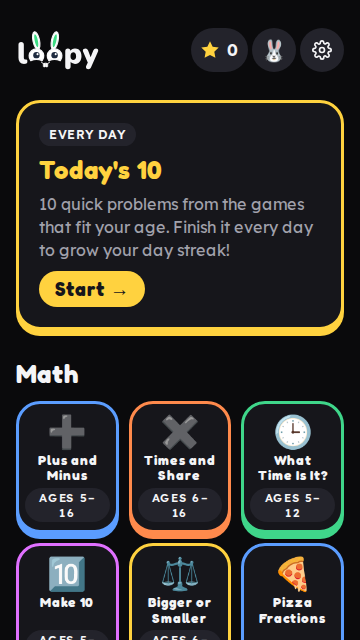 loopy
0
EVERY DAY
Today's 10
10 quick problems from the games
that fit your age. Finish it every day
to grow your day streak!
Start →
Math
Plus and
Minus
AGES 5–
16
Times and
Share
AGES 6–
16
What
Time Is It?
AGES 5–
12
10
Make 10
Bigger or
Smaller
Pizza
Fractions